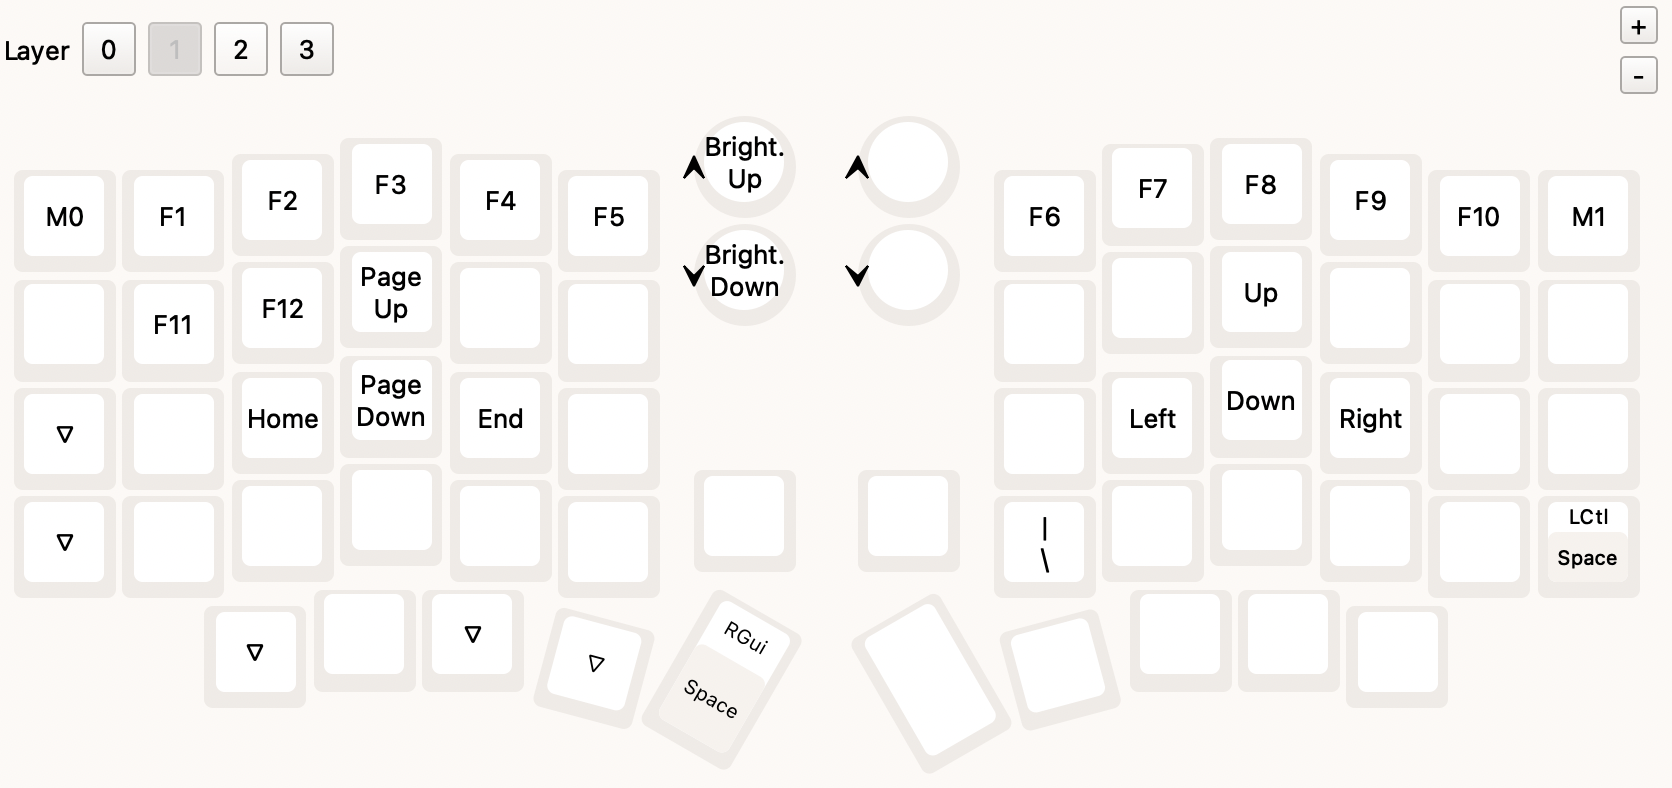 Layer 0 1 2 3
+
-
M0 F1 F2 F3 F4 F5
Bright.
Up
F6 F7 F8 F9 F10 M1
F11 F12
Page
Up
Bright.
Down
Up
▽
Home
Page
Down
End
Left Down Right
▽
|
\
LCtl
Space
▽
▽
▽
RGui
Space